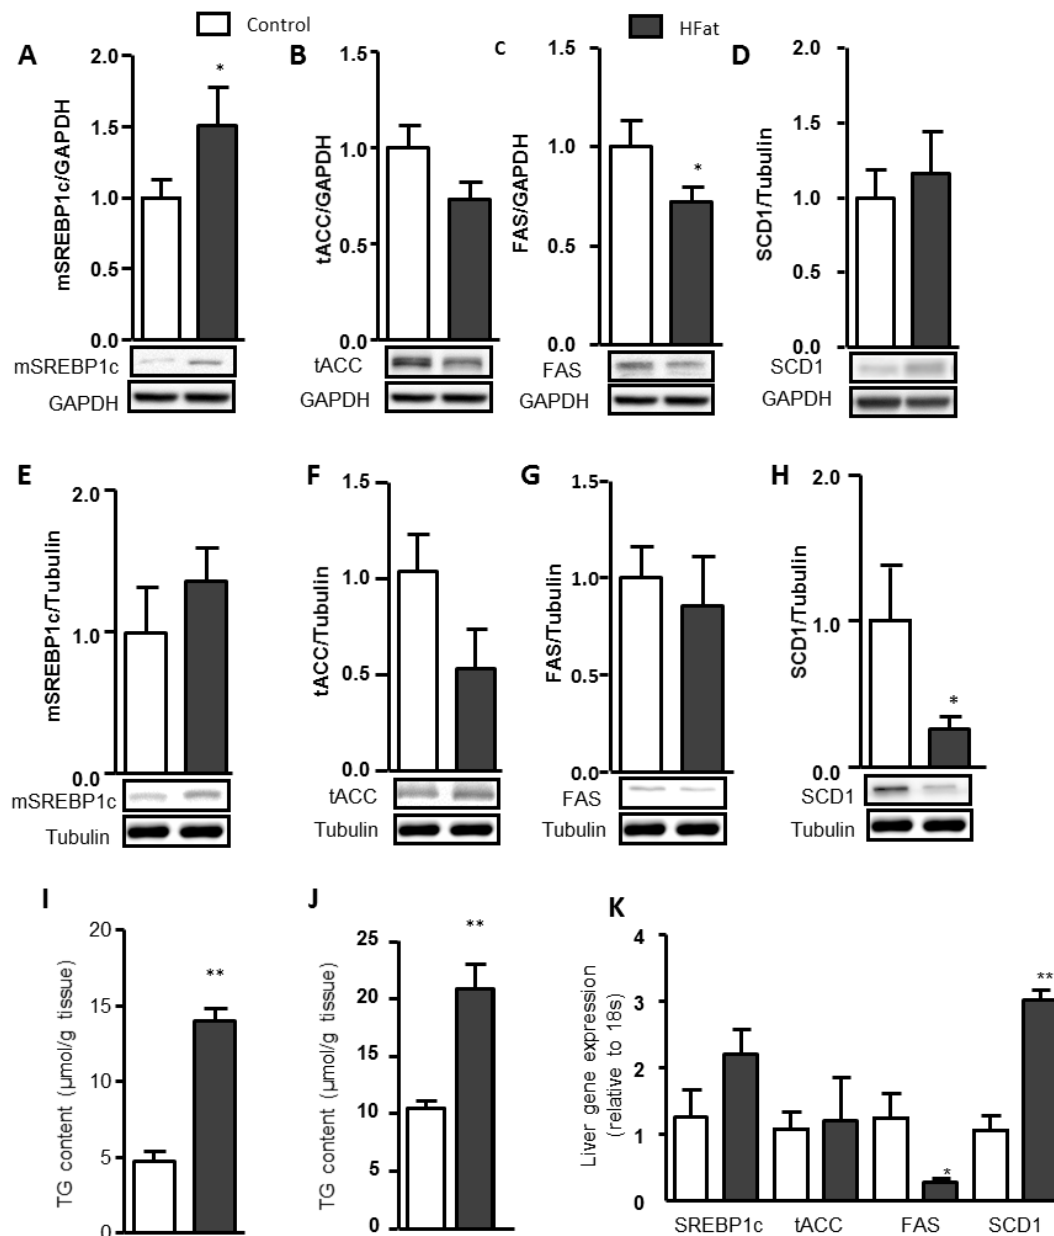 Control
HFat
A
mSREBP1c/GAPDH
2.0
1.5
1.0
0.5
0.0
*
mSREBP1c
GAPDH
B
tACC/GAPDH
1.5
1.0
0.5
0.0
tACC
GAPDH
C
FAS/GAPDH
1.5
1.0
0.5
0.0
*
FAS
GAPDH
D
SCD1/Tubulin
2.0
1.5
1.0
0.5
0.0
SCD1
GAPDH
E
mSREBP1c/Tubulin
2.0
1.0
0.0
mSREBP1c
Tubulin
F
tACC/Tubulin
1.5
1.0
0.5
0.0
tACC
Tubulin
G
FAS/Tubulin
1.5
1.0
0.5
0.0
FAS
Tubulin
H
SCD1/Tubulin
2.0
1.0
0.0
*
SCD1
Tubulin
I
TG content (µmol/g tissue)
20
15
10
5
0
**
J
TG content (µmol/g tissue)
25
20
15
10
5
0
**
K
Liver gene expression
(relative to 18s)
4
3
2
1
0
*
**
SREBP1c tACC FAS SCD1